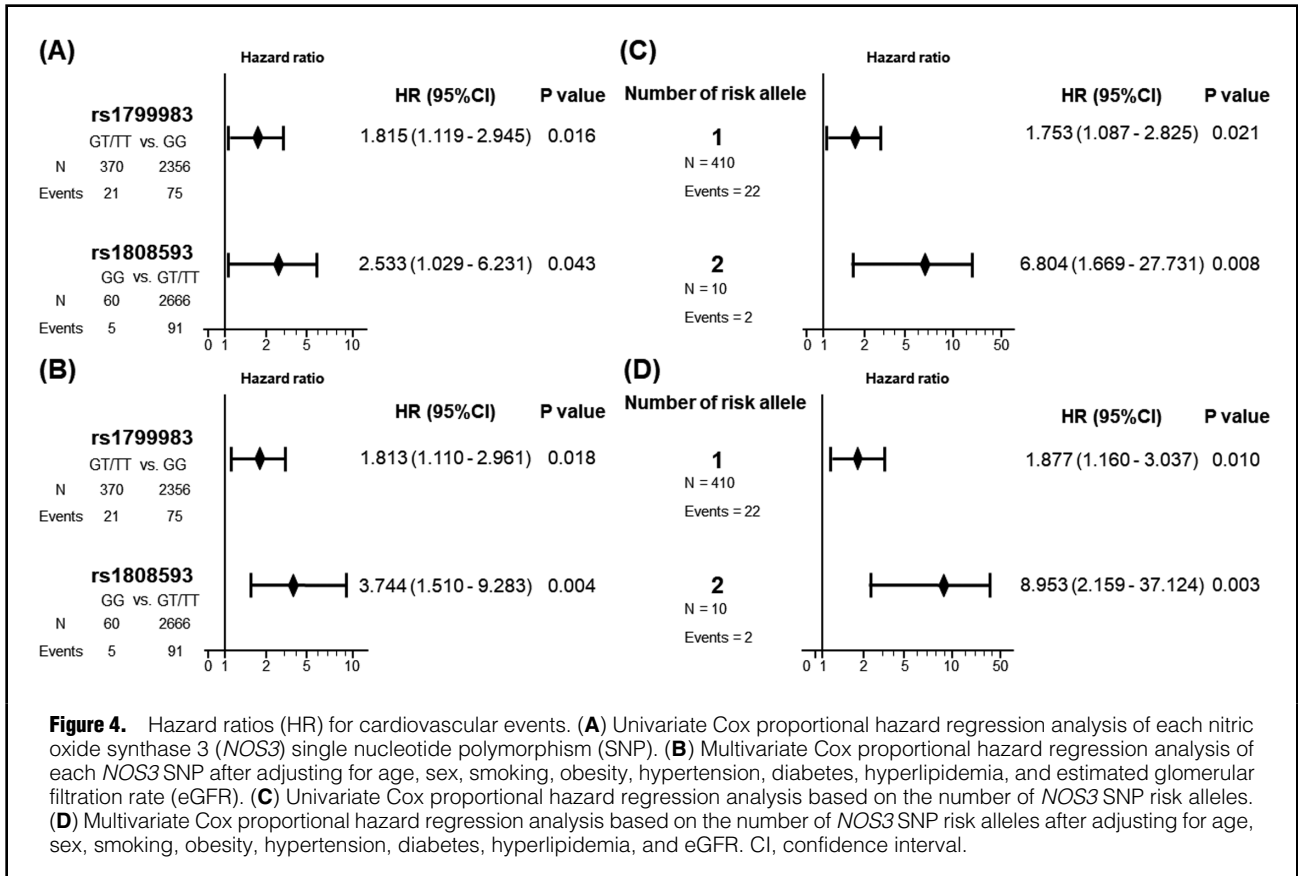 (A)
Hazard ratio
HR (95%CI) P value
rs1799983
GT/TT vs. GG
1.815 (1.119 - 2.945) 0.016
N 370 2356
Events 21 75
rs1808593
GG vs. GT/TT
2.533 (1.029 - 6.231) 0.043
N 60 2666
Events 5 91
0 1 2 5 10
(C)
Hazard ratio
Number of risk allele HR (95%CI) P value
1
1.753 (1.087 - 2.825) 0.021
N = 410
Events = 22
2
6.804 (1.669 - 27.731) 0.008
N = 10
Events = 2
0 1 2 5 10 50
(B)
Hazard ratio
HR (95%CI) P value
rs1799983
GT/TT vs. GG
1.813 (1.110 - 2.961) 0.018
N 370 2356
Events 21 75
rs1808593
GG vs. GT/TT
3.744 (1.510 - 9.283) 0.004
N 60 2666
Events 5 91
0 1 2 5 10
(D)
Hazard ratio
Number of risk allele HR (95%CI) P value
1
1.877 (1.160 - 3.037) 0.010
N = 410
Events = 22
2
8.953 (2.159 - 37.124) 0.003
N = 10
Events = 2
0 1 2 5 10 50
Figure 4. Hazard ratios (HR) for cardiovascular events. (A) Univariate Cox proportional hazard regression analysis of each nitric
oxide synthase 3 (NOS3) single nucleotide polymorphism (SNP). (B) Multivariate Cox proportional hazard regression analysis of
each NOS3 SNP after adjusting for age, sex, smoking, obesity, hypertension, diabetes, hyperlipidemia, and estimated glomerular
filtration rate (eGFR). (C) Univariate Cox proportional hazard regression analysis based on the number of NOS3 SNP risk alleles.
(D) Multivariate Cox proportional hazard regression analysis based on the number of NOS3 SNP risk alleles after adjusting for age,
sex, smoking, obesity, hypertension, diabetes, hyperlipidemia, and eGFR. CI, confidence interval.